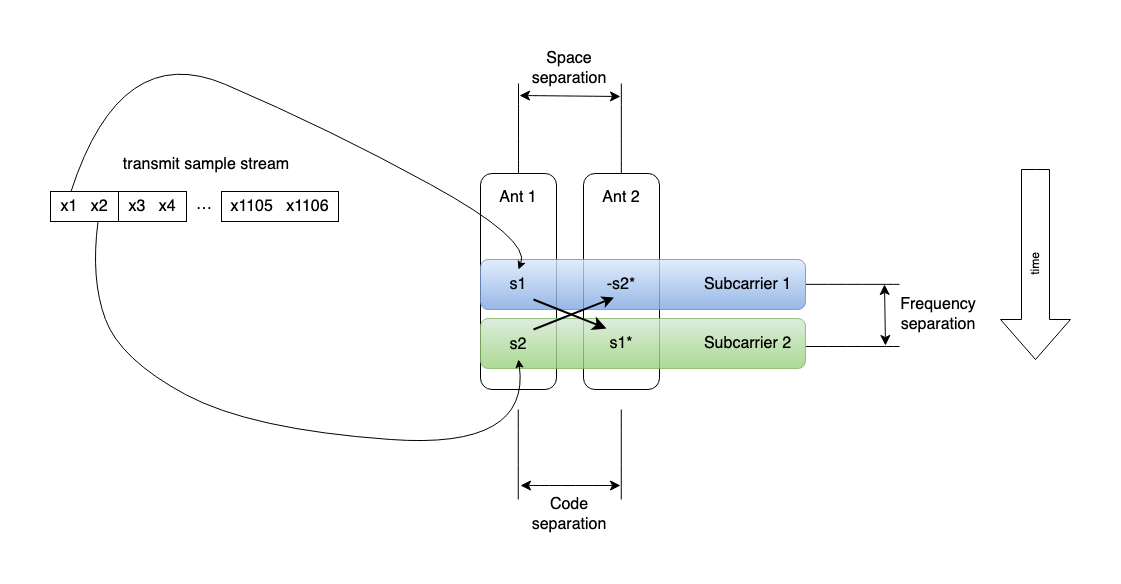 Space
separation
transmit sample stream
x1 x2 x3 x4 ... x1105 x1106
Ant 1 Ant 2
s1 -s2* Subcarrier 1
time
Frequency
separation
s2 s1* Subcarrier 2
Code
separation